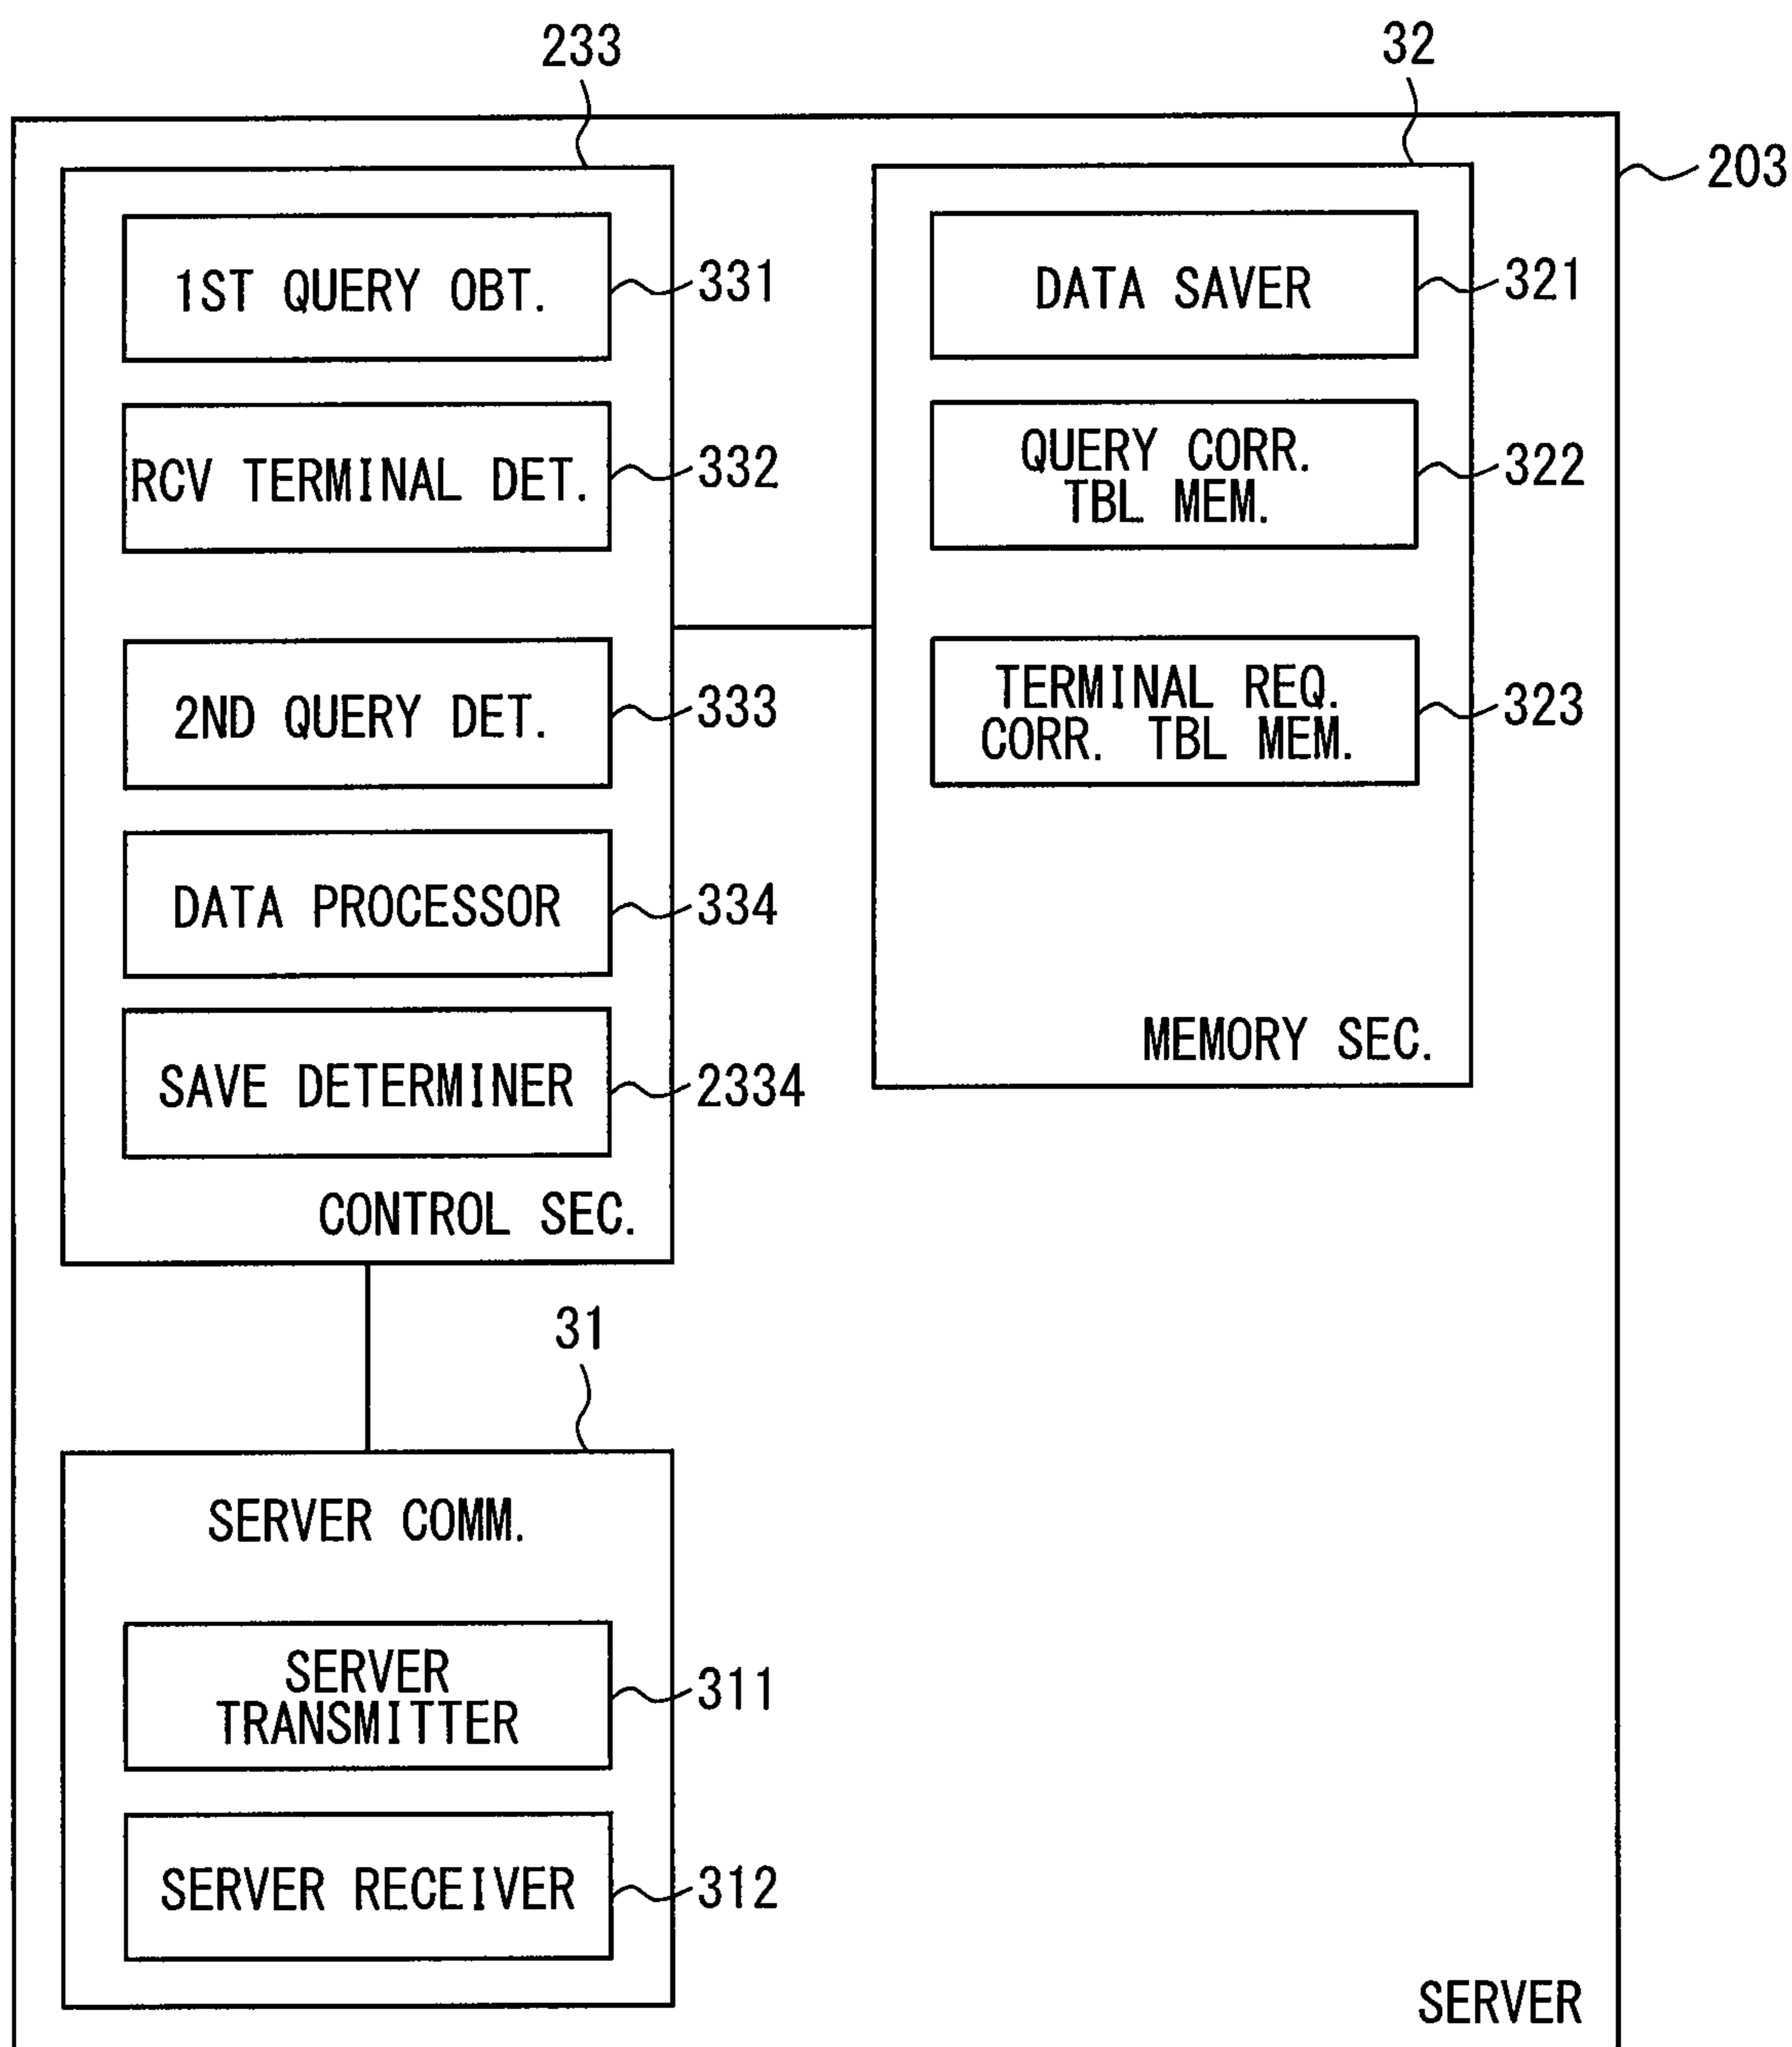 233
32
203
1ST QUERY OBT.
331
RCV TERMINAL DET.
332
2ND QUERY DET.
333
DATA PROCESSOR
334
SAVE DETERMINER
2334
CONTROL SEC.
DATA SAVER
321
QUERY CORR.
TBL MEM.
322
TERMINAL REQ.
CORR. TBL MEM.
323
MEMORY SEC.
31
SERVER COMM.
SERVER
TRANSMITTER
311
SERVER RECEIVER
312
SERVER